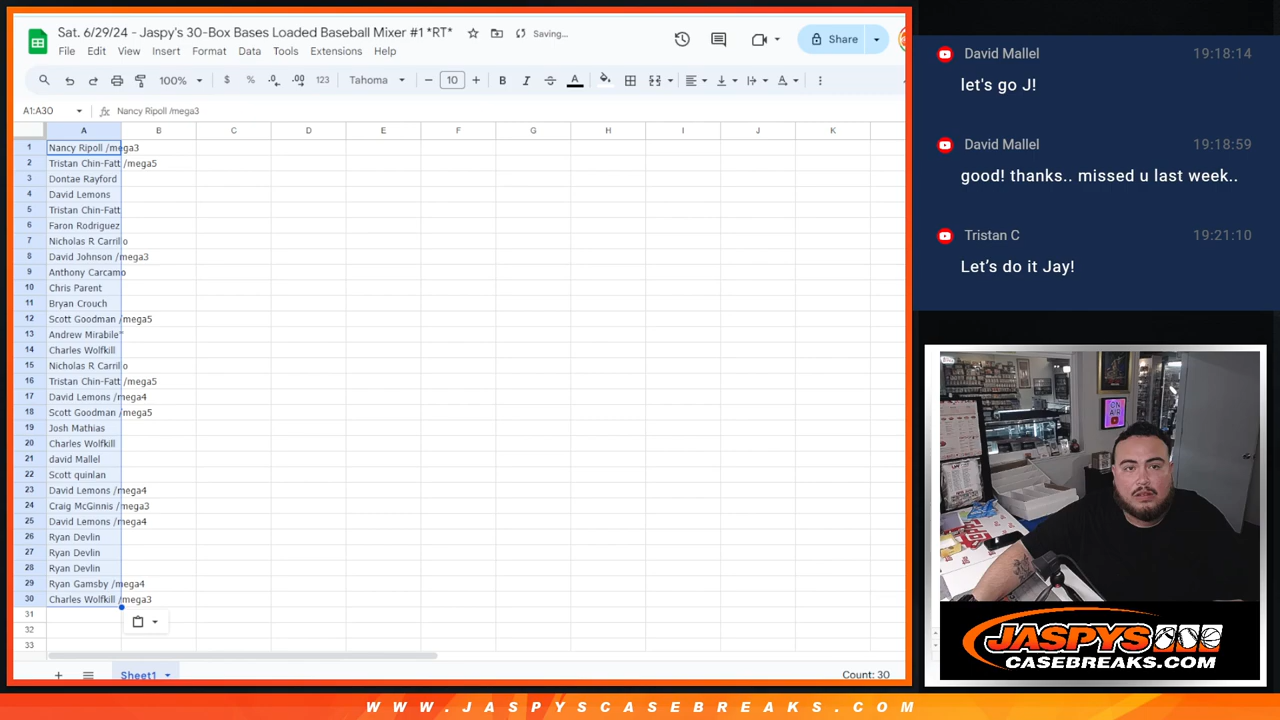 Sat. 6/29/24 - Jaspy's 30-Box Bases Loaded Baseball Mixer #1 *RT*
Saving...
File Edit View Insert Format Data Tools Extensions Help
Share
100% $ % .0 .00 123 Tahoma 10 B I S A
A1:A30 fx Nancy Ripoll /mega3
A B C D E F G H I J K
1 Nancy Ripoll /mega3
2 Tristan Chin-Fatt /mega5
3 Dontae Rayford
4 David Lemons
5 Tristan Chin-Fatt
6 Faron Rodriguez
7 Nicholas R Carrillo
8 David Johnson /mega3
9 Anthony Carcamo
10 Chris Parent
11 Bryan Crouch
12 Scott Goodman /mega5
13 Andrew Mirabile"
14 Charles Wolfkill
15 Nicholas R Carrillo
16 Tristan Chin-Fatt /mega5
17 David Lemons /mega4
18 Scott Goodman /mega5
19 Josh Mathias
20 Charles Wolfkill
21 david Mallel
22 Scott quinlan
23 David Lemons /mega4
24 Craig McGinnis /mega3
25 David Lemons /mega4
26 Ryan Devlin
27 Ryan Devlin
28 Ryan Devlin
29 Ryan Gamsby /mega4
30 Charles Wolfkill /mega3
31
32
33
Sheet1
Count: 30
David Mallel 19:18:14
let's go J!
David Mallel 19:18:59
good! thanks.. missed u last week..
Tristan C 19:21:10
Let's do it Jay!
ON AIR
JASPYS
CASEBREAKS.COM
WWW.JASPYSCASEBREAKS.COM